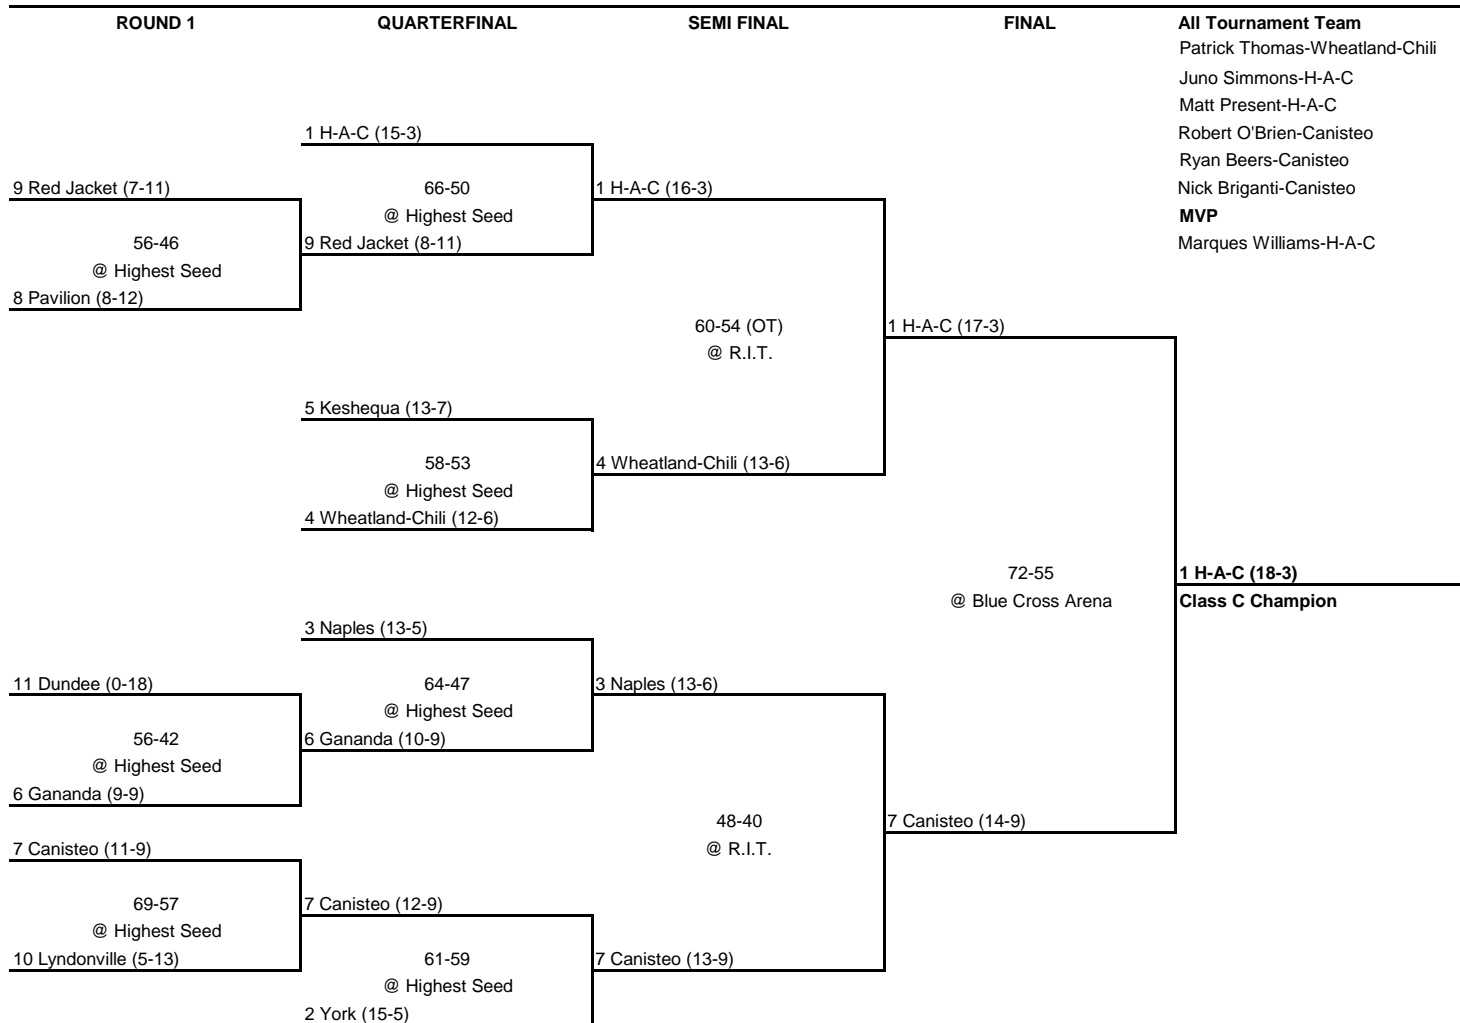 ROUND 1
QUARTERFINAL
SEMI FINAL
FINAL
All Tournament Team
Patrick Thomas-Wheatland-Chili
Juno Simmons-H-A-C
Matt Present-H-A-C
Robert O'Brien-Canisteo
Ryan Beers-Canisteo
Nick Briganti-Canisteo
MVP
Marques Williams-H-A-C
9 Red Jacket (7-11)
56-46
@ Highest Seed
8 Pavilion (8-12)
11 Dundee (0-18)
56-42
@ Highest Seed
6 Gananda (9-9)
7 Canisteo (11-9)
69-57
@ Highest Seed
10 Lyndonville (5-13)
1 H-A-C (15-3)
66-50
@ Highest Seed
9 Red Jacket (8-11)
5 Keshequa (13-7)
58-53
@ Highest Seed
4 Wheatland-Chili (12-6)
3 Naples (13-5)
64-47
@ Highest Seed
6 Gananda (10-9)
7 Canisteo (12-9)
61-59
@ Highest Seed
2 York (15-5)
1 H-A-C (16-3)
60-54 (OT)
@ R.I.T.
4 Wheatland-Chili (13-6)
3 Naples (13-6)
48-40
@ R.I.T.
7 Canisteo (13-9)
1 H-A-C (17-3)
72-55
@ Blue Cross Arena
7 Canisteo (14-9)
1 H-A-C (18-3)
Class C Champion